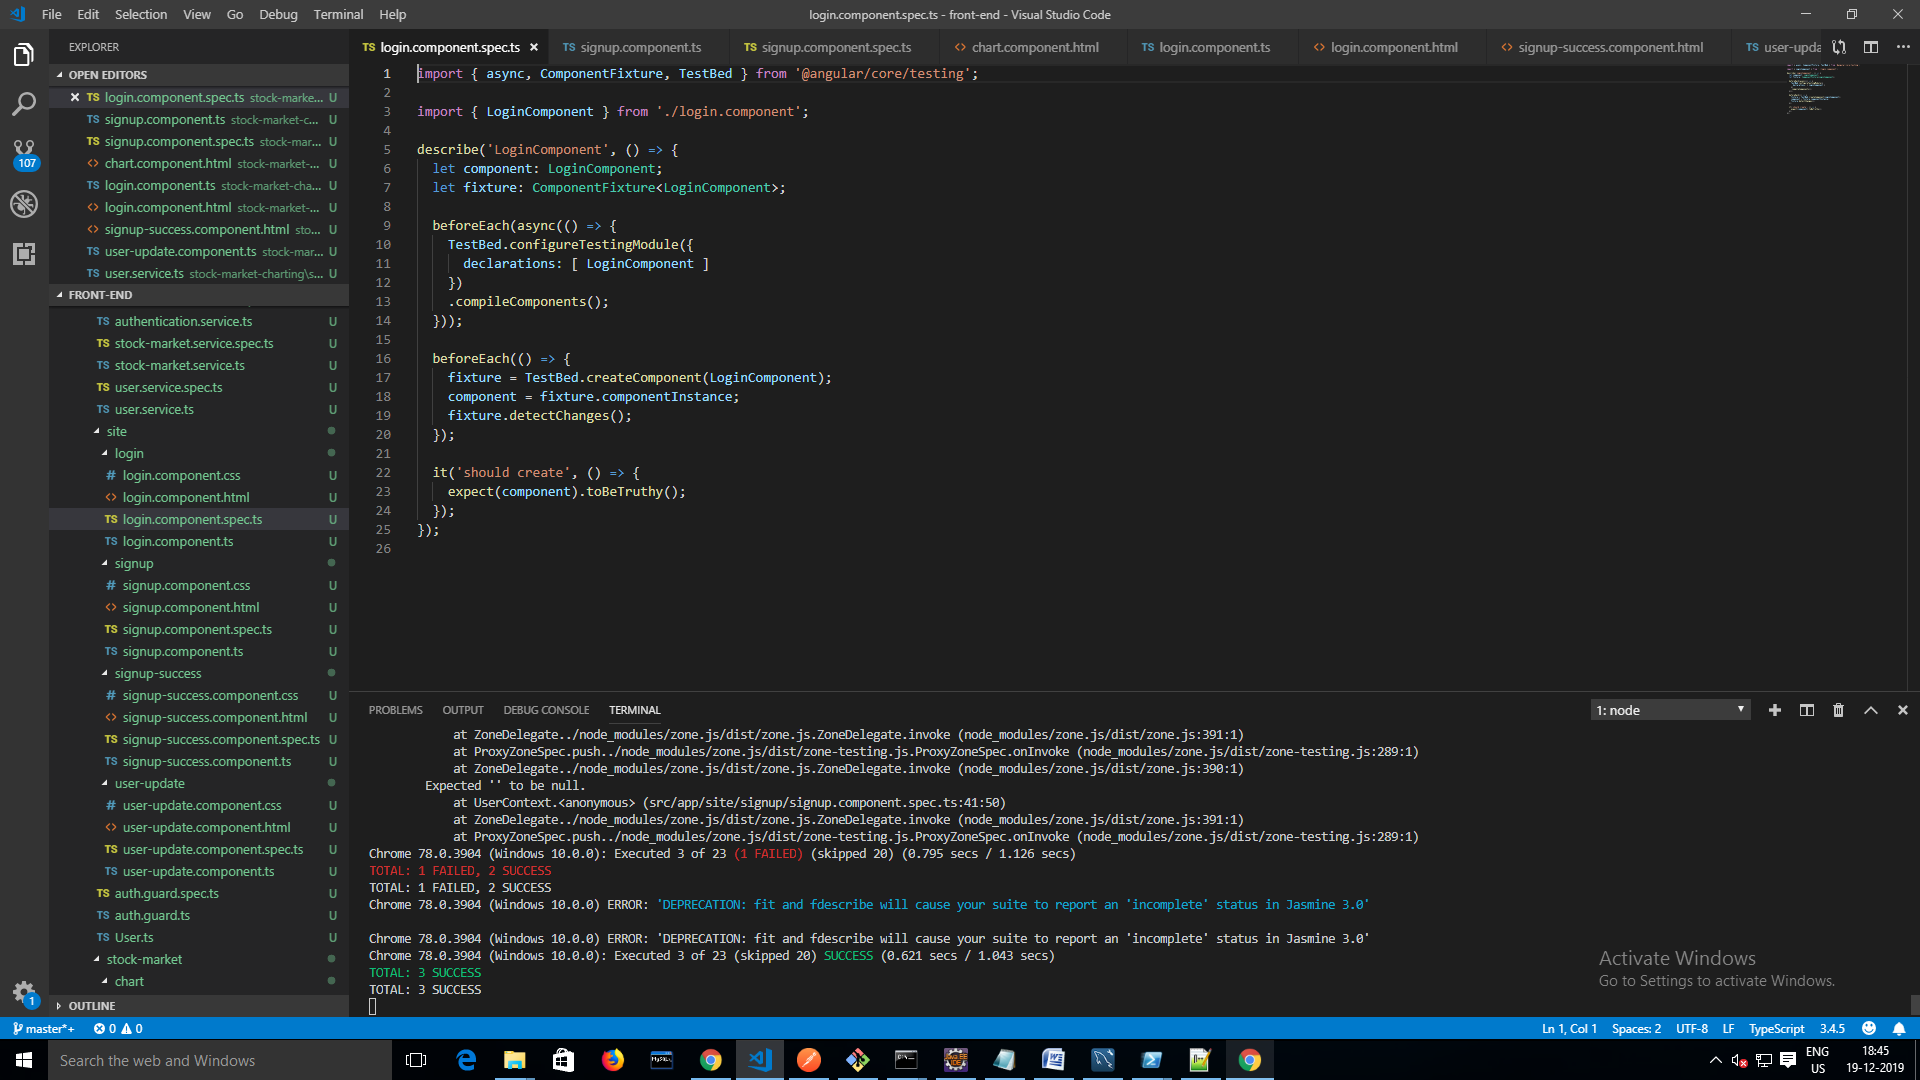 File Edit Selection View Go Debug Terminal Help
login.component.spec.ts - front-end - Visual Studio Code
EXPLORER
OPEN EDITORS
TS login.component.spec.ts stock-marke... U
TS signup.component.ts stock-market-c... U
TS signup.component.spec.ts stock-mar... U
<> chart.component.html stock-market-... U
TS login.component.ts stock-market-cha... U
<> login.component.html stock-market-... U
<> signup-success.component.html sto... U
TS user-update.component.ts stock-mar... U
TS user.service.ts stock-market-charting\s... U
FRONT-END
TS authentication.service.ts U
TS stock-market.service.spec.ts U
TS stock-market.service.ts U
TS user.service.spec.ts U
TS user.service.ts U
site
login
# login.component.css U
<> login.component.html U
TS login.component.spec.ts U
TS login.component.ts U
signup
# signup.component.css U
<> signup.component.html U
TS signup.component.spec.ts U
TS signup.component.ts U
signup-success
# signup-success.component.css U
<> signup-success.component.html U
TS signup-success.component.spec.ts U
TS signup-success.component.ts U
user-update
# user-update.component.css U
<> user-update.component.html U
TS user-update.component.spec.ts U
TS user-update.component.ts U
TS auth.guard.spec.ts U
TS auth.guard.ts U
TS User.ts U
stock-market
chart
OUTLINE
107
1
TS login.component.spec.ts
TS signup.component.ts
TS signup.component.spec.ts
<> chart.component.html
TS login.component.ts
<> login.component.html
<> signup-success.component.html
TS user-upda
1 import { async, ComponentFixture, TestBed } from '@angular/core/testing';
2
3 import { LoginComponent } from './login.component';
4
5 describe('LoginComponent', () => {
6 let component: LoginComponent;
7 let fixture: ComponentFixture<LoginComponent>;
8
9 beforeEach(async(() => {
10 TestBed.configureTestingModule({
11 declarations: [ LoginComponent ]
12 })
13 .compileComponents();
14 }));
15
16 beforeEach(() => {
17 fixture = TestBed.createComponent(LoginComponent);
18 component = fixture.componentInstance;
19 fixture.detectChanges();
20 });
21
22 it('should create', () => {
23 expect(component).toBeTruthy();
24 });
25 });
26
PROBLEMS OUTPUT DEBUG CONSOLE TERMINAL
1: node
at ZoneDelegate../node_modules/zone.js/dist/zone.js.ZoneDelegate.invoke (node_modules/zone.js/dist/zone.js:391:1)
at ProxyZoneSpec.push../node_modules/zone.js/dist/zone-testing.js.ProxyZoneSpec.onInvoke (node_modules/zone.js/dist/zone-testing.js:289:1)
at ZoneDelegate../node_modules/zone.js/dist/zone.js.ZoneDelegate.invoke (node_modules/zone.js/dist/zone.js:390:1)
Expected '' to be null.
at UserContext.<anonymous> (src/app/site/signup/signup.component.spec.ts:41:50)
at ZoneDelegate../node_modules/zone.js/dist/zone.js.ZoneDelegate.invoke (node_modules/zone.js/dist/zone.js:391:1)
at ProxyZoneSpec.push../node_modules/zone.js/dist/zone-testing.js.ProxyZoneSpec.onInvoke (node_modules/zone.js/dist/zone-testing.js:289:1)
Chrome 78.0.3904 (Windows 10.0.0): Executed 3 of 23 (1 FAILED) (skipped 20) (0.795 secs / 1.126 secs)
TOTAL: 1 FAILED, 2 SUCCESS
TOTAL: 1 FAILED, 2 SUCCESS
Chrome 78.0.3904 (Windows 10.0.0) ERROR: 'DEPRECATION: fit and fdescribe will cause your suite to report an 'incomplete' status in Jasmine 3.0'
Chrome 78.0.3904 (Windows 10.0.0) ERROR: 'DEPRECATION: fit and fdescribe will cause your suite to report an 'incomplete' status in Jasmine 3.0'
Chrome 78.0.3904 (Windows 10.0.0): Executed 3 of 23 (skipped 20) SUCCESS (0.621 secs / 1.043 secs)
TOTAL: 3 SUCCESS
TOTAL: 3 SUCCESS
Activate Windows
Go to Settings to activate Windows.
master*+ 0 0
Ln 1, Col 1 Spaces: 2 UTF-8 LF TypeScript 3.4.5
Search the web and Windows
MySQL
ENG
US
18:45
19-12-2019